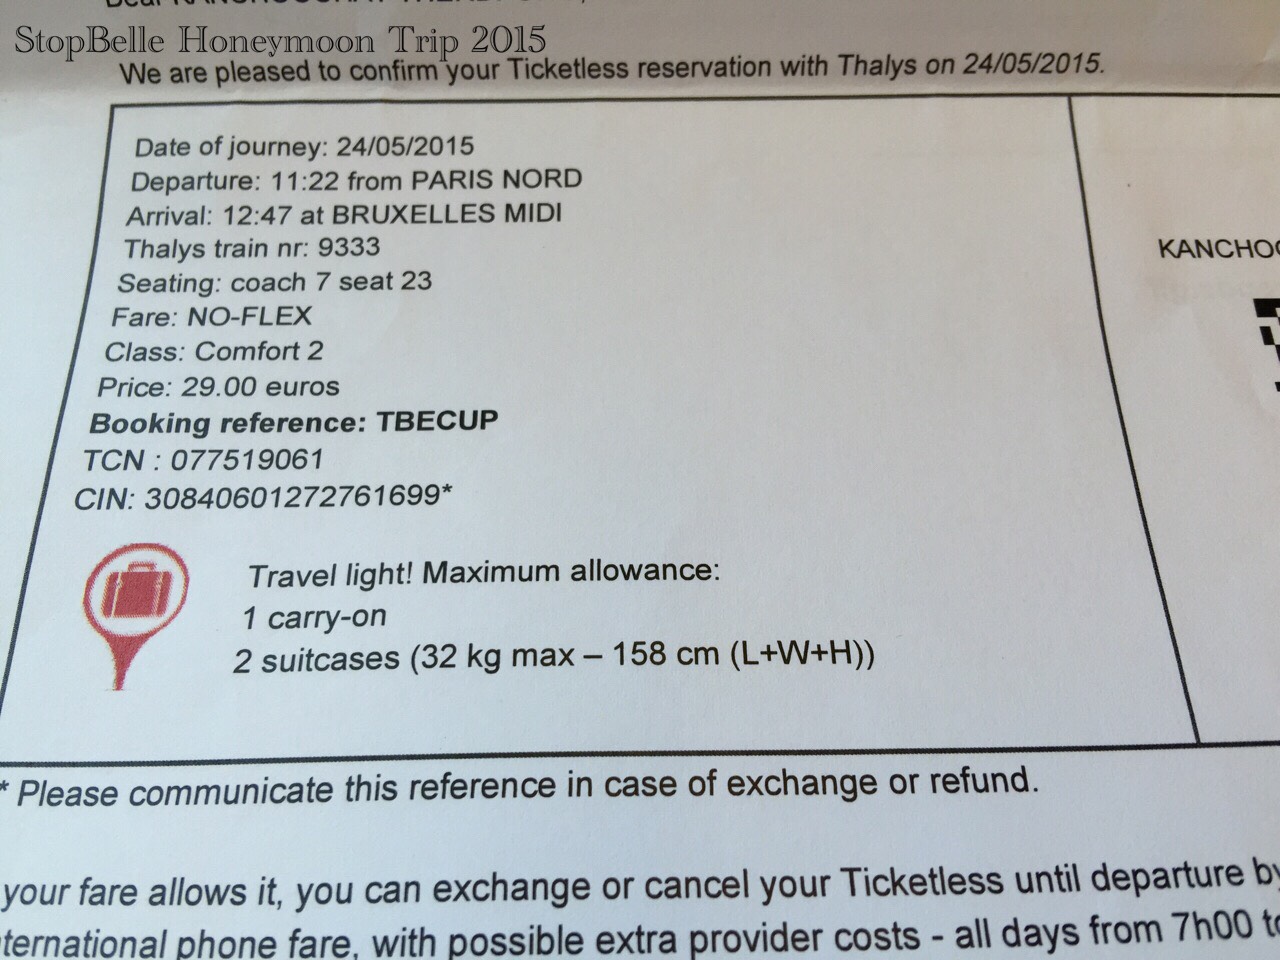 StopBelle Honeymoon Trip 2015
We are pleased to confirm your Ticketless reservation with Thalys on 24/05/2015.
Date of journey: 24/05/2015
Departure: 11:22 from PARIS NORD
Arrival: 12:47 at BRUXELLES MIDI
Thalys train nr: 9333
Seating: coach 7 seat 23
Fare: NO-FLEX
Class: Comfort 2
Price: 29.00 euros
Booking reference: TBECUP
TCN : 077519061
CIN: 30840601272761699*
KANCHOO
Travel light! Maximum allowance:
1 carry-on
2 suitcases (32 kg max – 158 cm (L+W+H))
* Please communicate this reference in case of exchange or refund.
your fare allows it, you can exchange or cancel your Ticketless until departure by
ternational phone fare, with possible extra provider costs - all days from 7h00 to